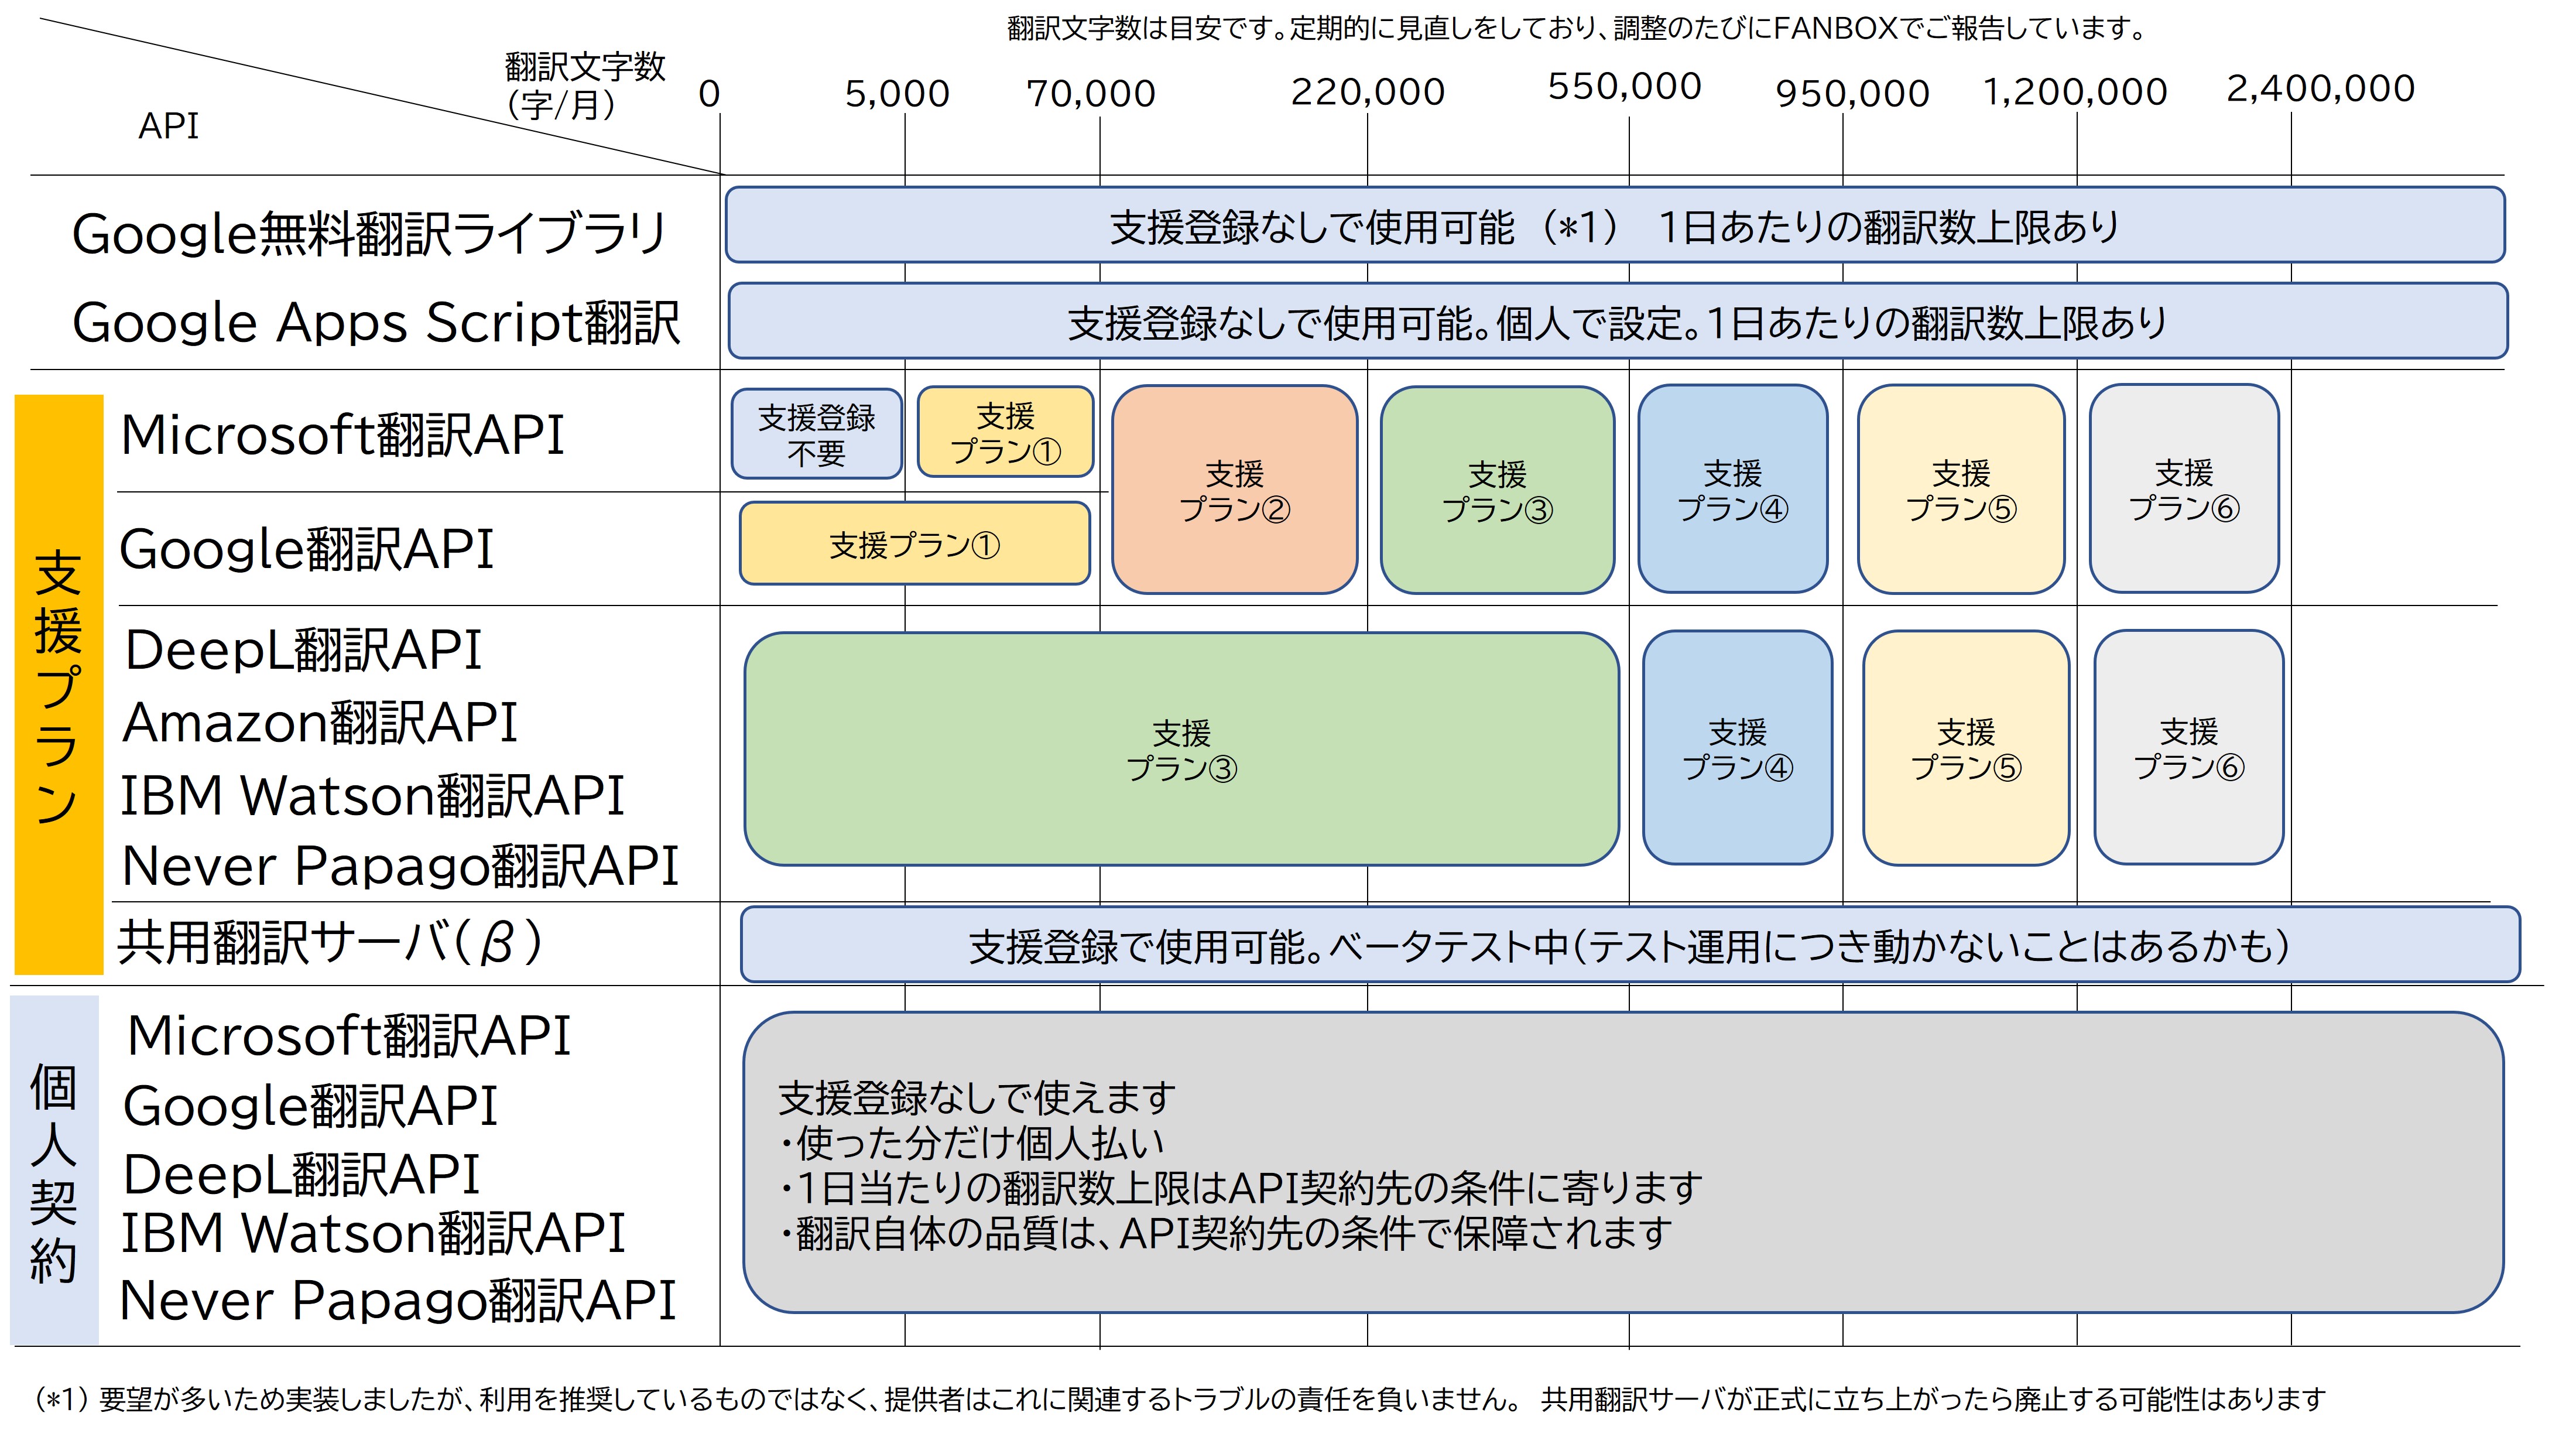 翻訳文字数は目安です。定期的に見直しをしており、調整のたびにFANBOXでご報告しています。
翻訳文字数
（字/月）
API
0
5,000
70,000
220,000
550,000
950,000
1,200,000
2,400,000
Google無料翻訳ライブラリ
支援登録なしで使用可能　（*1）　1日あたりの翻訳数上限あり
Google Apps Script翻訳
支援登録なしで使用可能。個人で設定。1日あたりの翻訳数上限あり
支援プラン
Microsoft翻訳API
支援登録
不要
支援
プラン①
Google翻訳API
支援プラン①
支援
プラン②
支援
プラン③
支援
プラン④
支援
プラン⑤
支援
プラン⑥
DeepL翻訳API
Amazon翻訳API
IBM Watson翻訳API
Never Papago翻訳API
支援
プラン③
支援
プラン④
支援
プラン⑤
支援
プラン⑥
共用翻訳サーバ（β）
支援登録で使用可能。ベータテスト中（テスト運用につき動かないことはあるかも）
個人契約
Microsoft翻訳API
Google翻訳API
DeepL翻訳API
IBM Watson翻訳API
Never Papago翻訳API
支援登録なしで使えます
・使った分だけ個人払い
・1日当たりの翻訳数上限はAPI契約先の条件に寄ります
・翻訳自体の品質は、API契約先の条件で保障されます
（*1）要望が多いため実装しましたが、利用を推奨しているものではなく、提供者はこれに関連するトラブルの責任を負いません。 共用翻訳サーバが正式に立ち上がったら廃止する可能性はあります